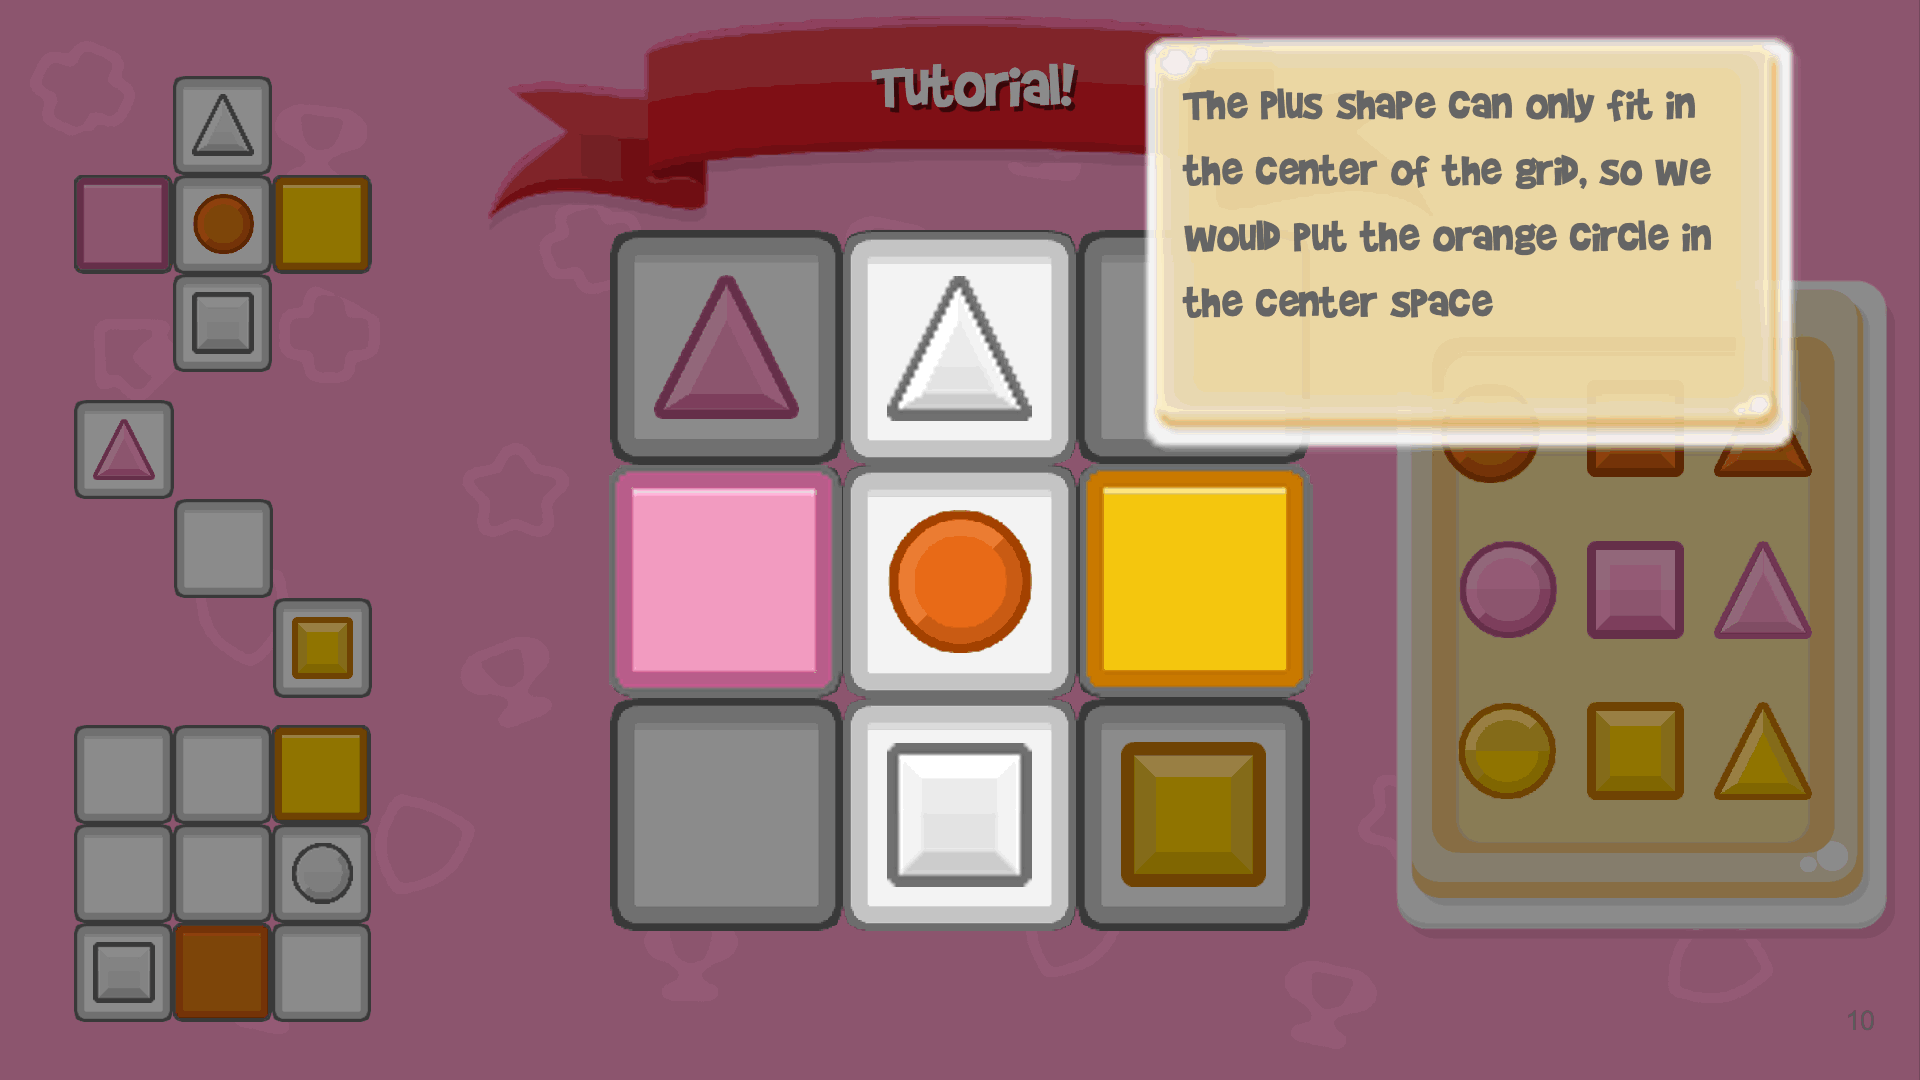 Tutorial!
The Plus shape can only fit in
the center of the grid, so we
would put the orange circle in
the center space
10